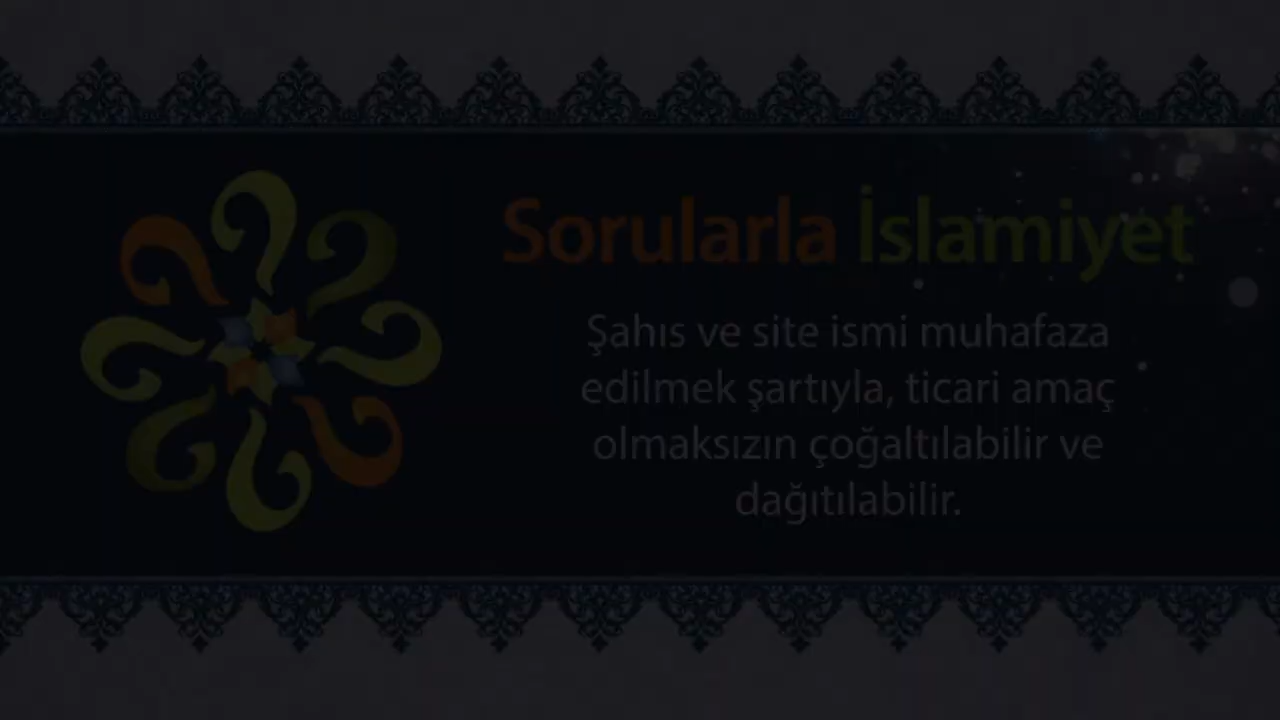 Sorularla İslamiyet
Şahıs ve site ismi muhafaza
edilmek şartıyla, ticari amaç
olmaksızın çoğaltılabilir ve
dağıtılabilir.